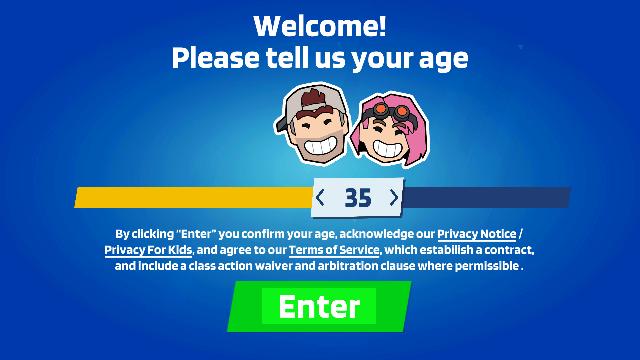 Welcome!
Please tell us your age
< 35 >
By clicking "Enter" you confirm your age, acknowledge our Privacy Notice /
Privacy For Kids, and agree to our Terms of Service, which establish a contract,
and include a class action waiver and arbitration clause where permissible.
Enter